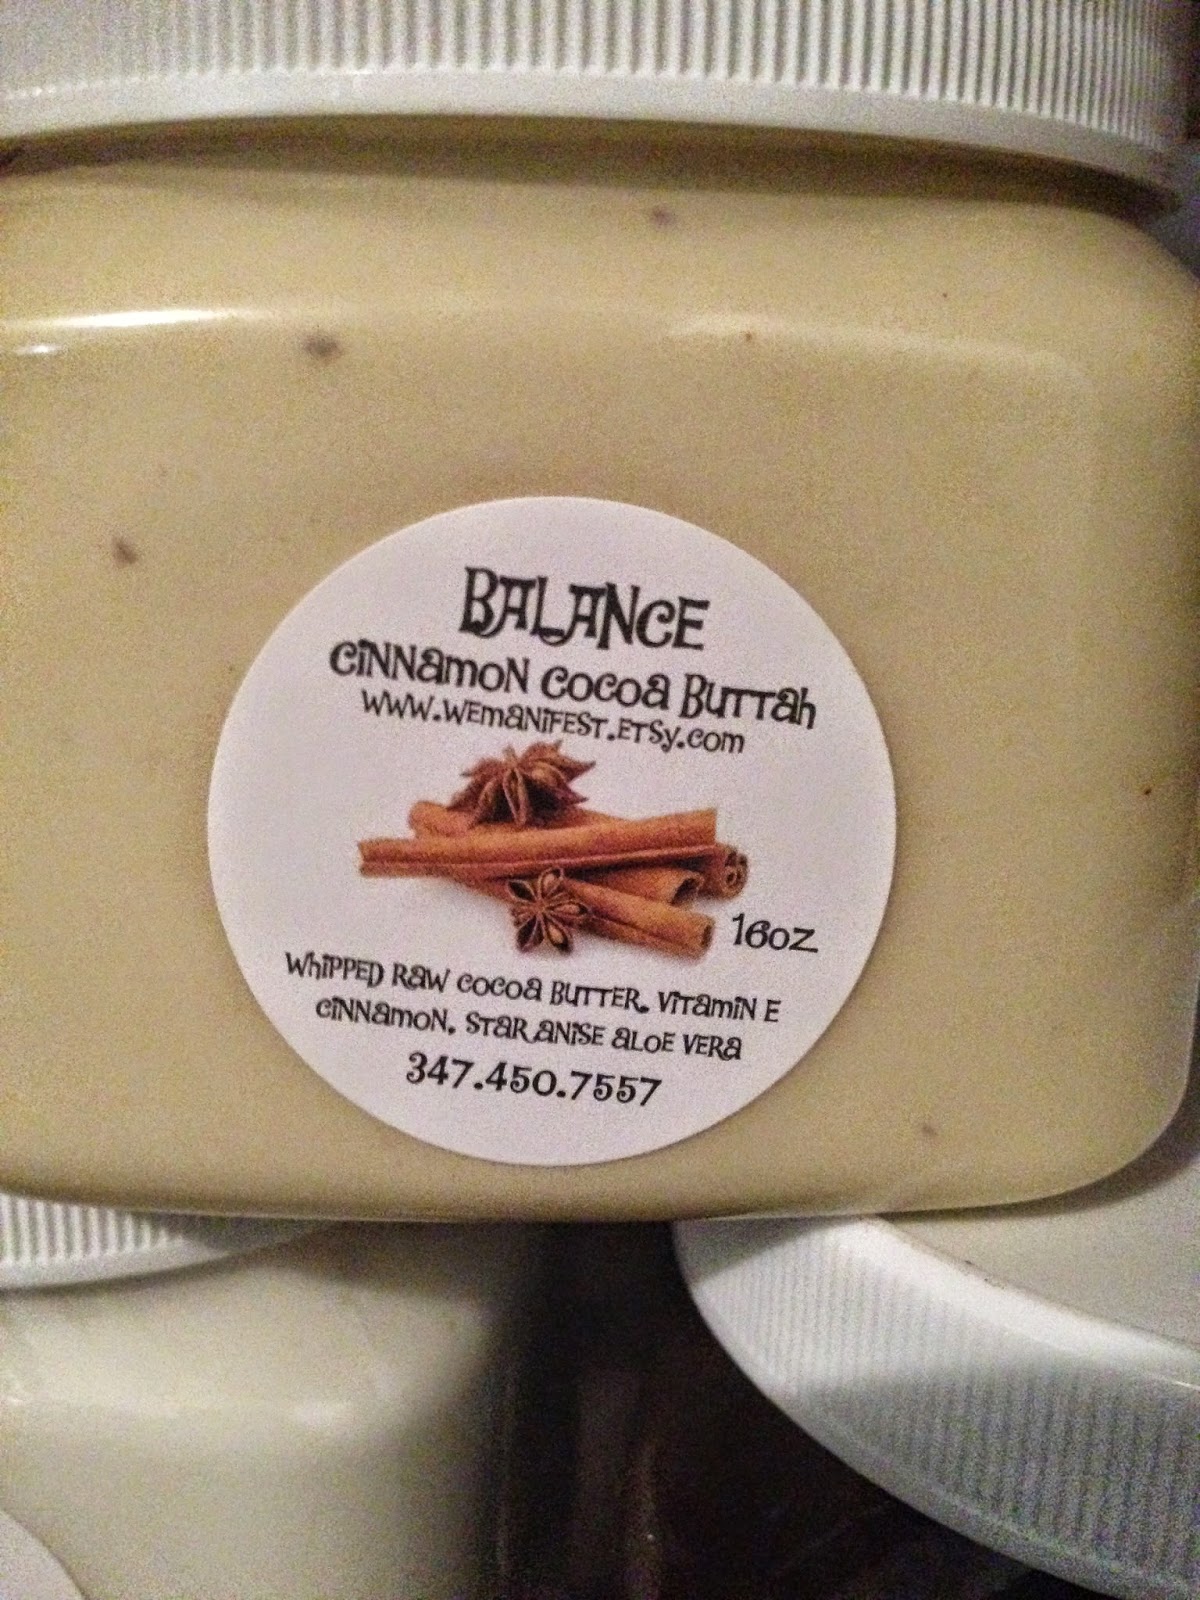 BALANCE
CiNNamoN cocoa BuTTah
WWW.WEmaNiFEST.ETSy.com
16oz
WhiPPED Raw cocoa BUTTER, ViTamiN E
CiNNamoN, STaR aNiSE aLoE VERa
347.450.7557